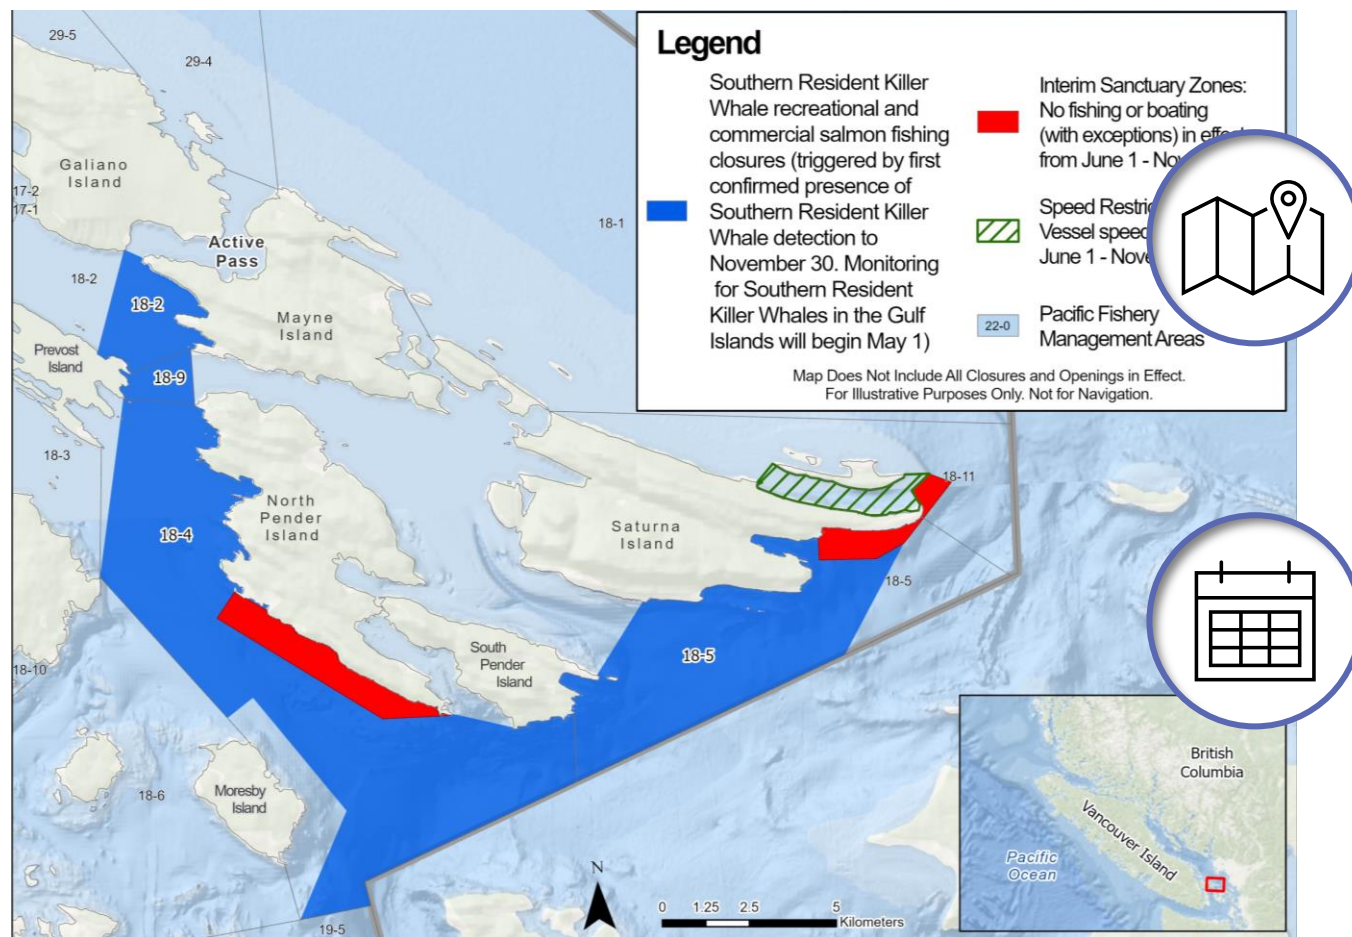 Legend
Southern Resident Killer
Whale recreational and
commercial salmon fishing
closures (triggered by first
confirmed presence of
Southern Resident Killer
Whale detection to
November 30. Monitoring
for Southern Resident
Killer Whales in the Gulf
Islands will begin May 1)
Interim Sanctuary Zones:
No fishing or boating
(with exceptions) in effect
from June 1 - Nov
Speed Restric
Vessel speed
June 1 - Nove
22-0
Pacific Fishery
Management Areas
Map Does Not Include All Closures and Openings in Effect.
For Illustrative Purposes Only. Not for Navigation.
29-5
29-4
Galiano
Island
17-2
17-1
18-1
Active
Pass
18-2
18-2
Mayne
Island
Prevost
Island
18-9
18-3
18-11
North
Pender
Island
18-4
Saturna
Island
18-5
South
Pender
Island
18-5
18-10
18-6
Moresby
Island
19-5
N
0 1.25 2.5 5
Kilometers
British
Columbia
Vancouver Island
Pacific
Ocean